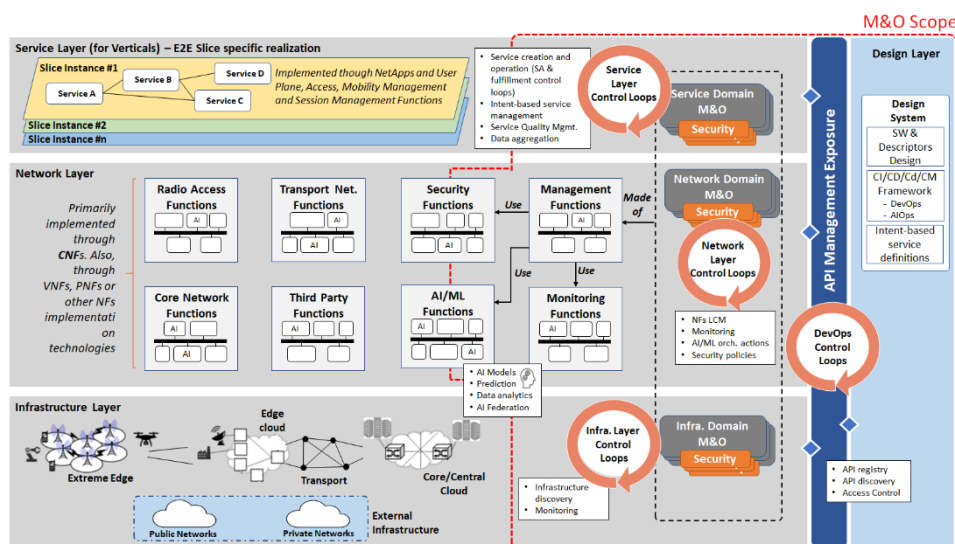 M&O Scope
Service Layer (for Verticals) – E2E Slice specific realization
Slice Instance #1
Service A
Service B
Service D
Service C
Implemented though NetApps and User
Plane, Access, Mobility Management
and Session Management Functions
Slice Instance #2
Slice Instance #n
• Service creation and
operation (SA &
fulfillment control
loops)
• Intent-based service
management
• Service Quality Mgmt.
• Data aggregation
Service
Layer
Control Loops
Service Domain
M&O
Security
API Management Exposure
Design Layer
Design
System
SW &
Descriptors
Design
CI/CD/Cd/CM
Framework
- DevOps
- AIOps
Intent-based
service
definitions
Network Layer
Primarily
implemented
through
CNFs. Also,
through
VNFs, PNFs or
other NFs
implementati
on
technologies
Radio Access
Functions
AI
Transport Net.
Functions
AI
AI
Security
Functions
AI
Management
Functions
AI
Use
Made
of
Network Domain
M&O
Security
Network
Layer
Control Loops
Use
Use
Core Network
Functions
AI
AI
Third Party
Functions
AI/ML
Functions
AI
AI
Monitoring
Functions
AI
• NFs LCM
• Monitoring
• AI/ML orch. actions
• Security policies
DevOps
Control
Loops
• AI Models
• Prediction
• Data analytics
• AI Federation
Infrastructure Layer
Extreme Edge
Edge
cloud
Transport
Core/Central
Cloud
Public Networks
Private Networks
External
Infrastructure
Infra. Layer
Control
Loops
• Infrastructure
discovery
• Monitoring
Infra. Domain
M&O
Security
• API registry
• API discovery
• Access Control